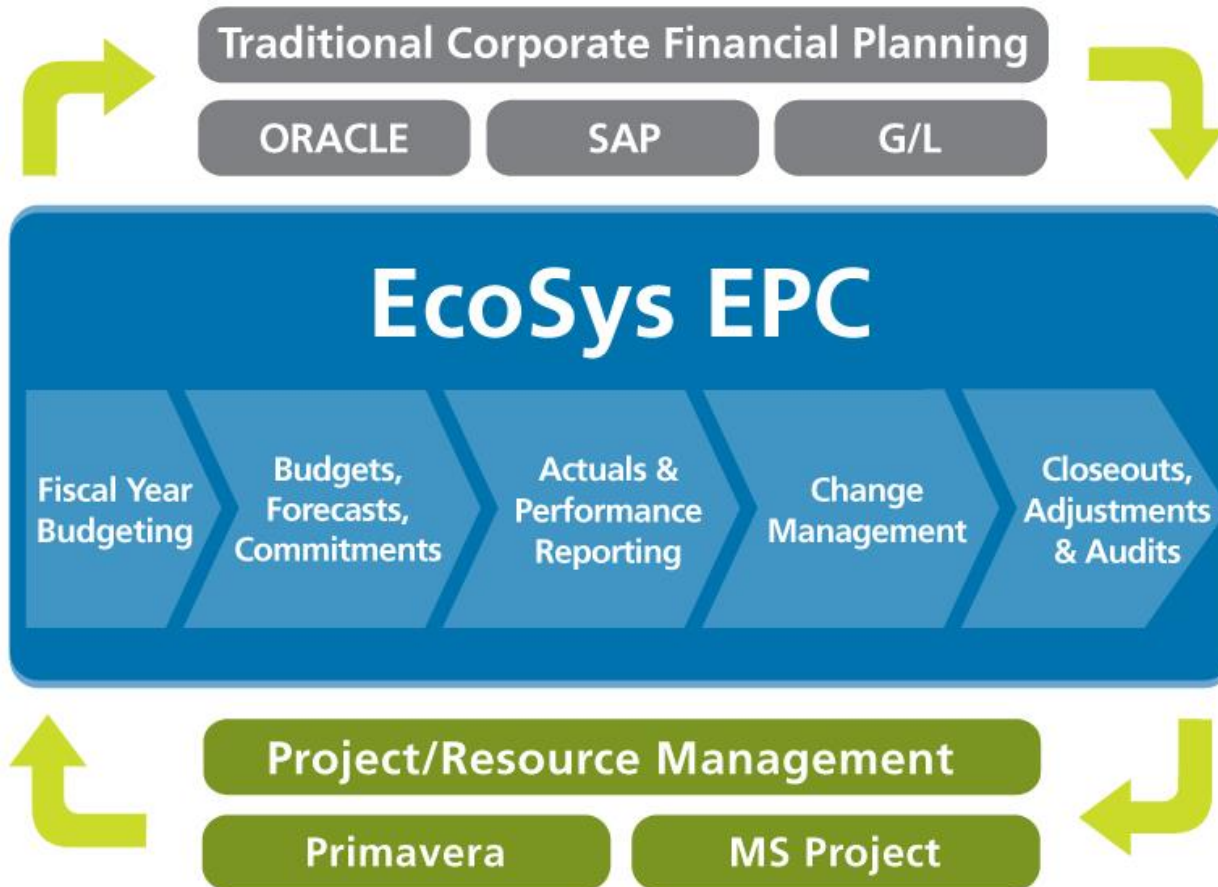 Traditional Corporate Financial Planning
ORACLE
SAP
G/L
EcoSys EPC
Fiscal Year
Budgeting
Budgets,
Forecasts,
Commitments
Actuals &
Performance
Reporting
Change
Management
Closeouts,
Adjustments
& Audits
Project/Resource Management
Primavera
MS Project